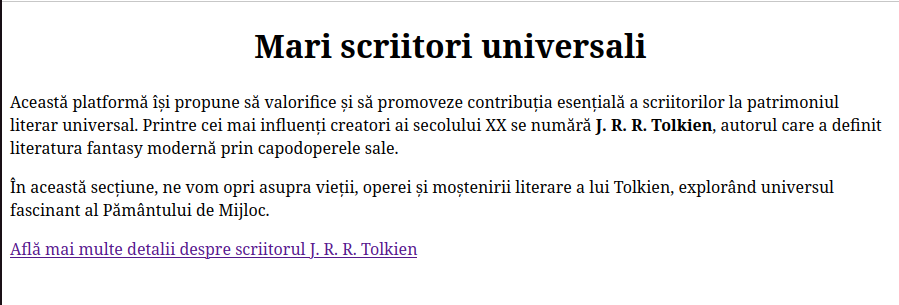 Mari scriitori universali
Această platformă își propune să valorifice și să promoveze contribuția esențială a scriitorilor la patrimoniul
literar universal. Printre cei mai influenți creatori ai secolului XX se numără J. R. R. Tolkien, autorul care a definit
literatura fantasy modernă prin capodoperele sale.
În această secțiune, ne vom opri asupra vieții, operei și moștenirii literare a lui Tolkien, explorând universul
fascinant al Pământului de Mijloc.
Află mai multe detalii despre scriitorul J. R. R. Tolkien